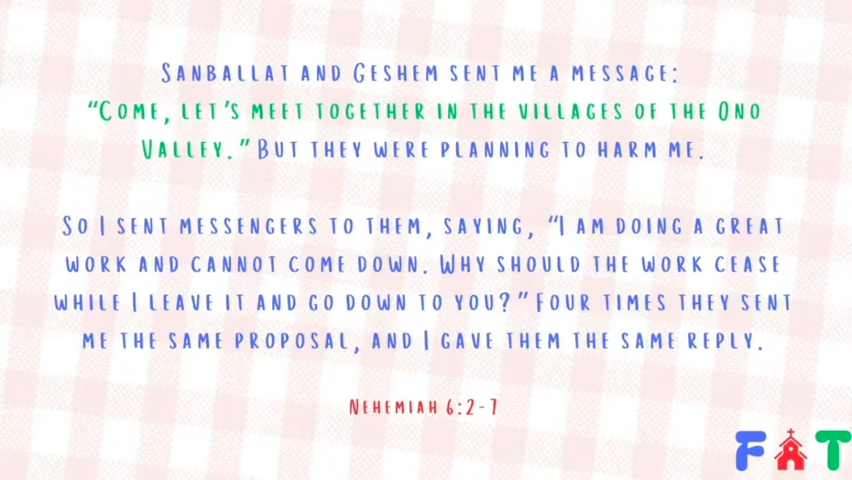 Sanballat and Geshem sent me a message:
“Come, let’s meet together in the villages of the Ono
Valley.” But they were planning to harm me.
So I sent messengers to them, saying, “I am doing a great
work and cannot come down. Why should the work cease
while I leave it and go down to you?” Four times they sent
me the same proposal, and I gave them the same reply.
Nehemiah 6:2-7
FAT